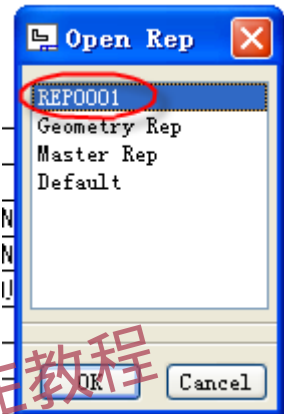 Open Rep
REP0001
Geometry Rep
Master Rep
Default
OK
Cancel
教程